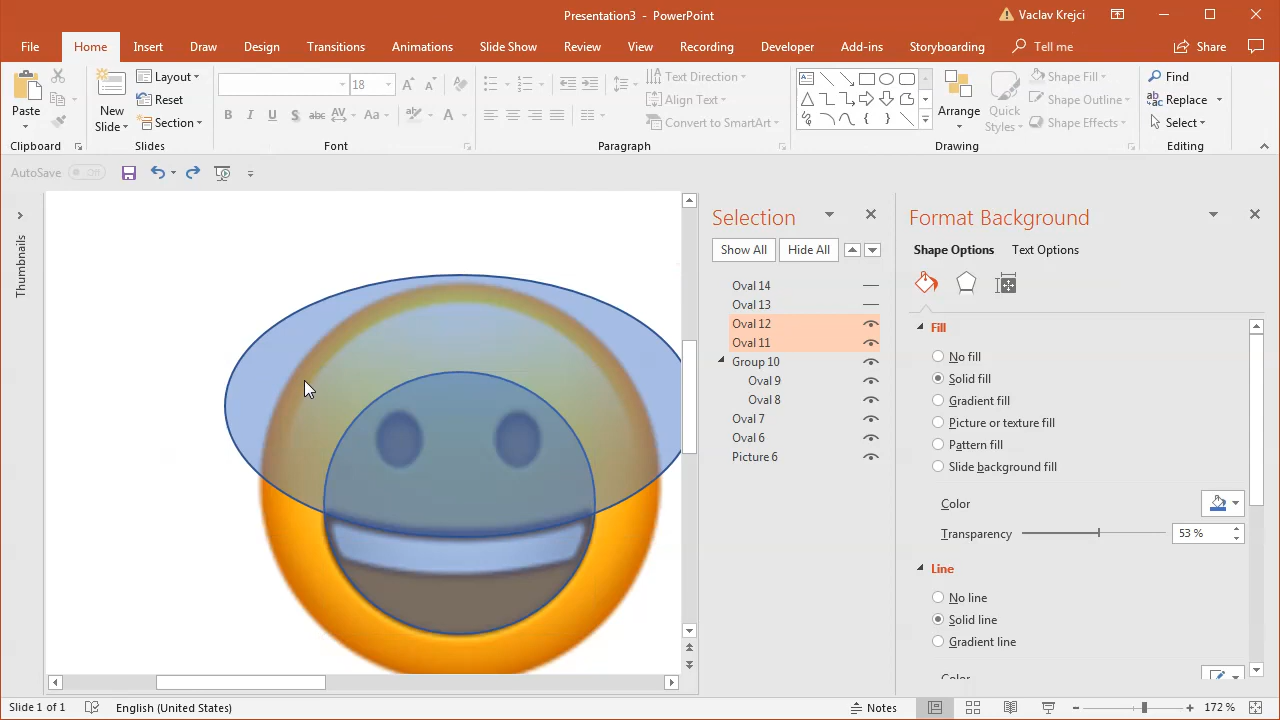 Presentation3 - PowerPoint
Vaclav Krejci
File Home Insert Draw Design Transitions Animations Slide Show Review View Recording Developer Add-ins Help Storyboarding Tell me Share
Paste
New
Slide
Layout
Reset
Section
18
B I U S abc AV Aa A
Text Direction
Align Text
Convert to SmartArt
Arrange
Quick
Styles
Shape Fill
Shape Outline
Shape Effects
Find
Replace
Select
Clipboard Slides Font Paragraph Drawing Editing
AutoSave Off
Thumbnails
Selection
Show All Hide All
Oval 14
Oval 13
Oval 12
Oval 11
Group 10
Oval 9
Oval 8
Oval 7
Oval 6
Picture 6
Format Background
Shape Options Text Options
Fill
No fill
Solid fill
Gradient fill
Picture or texture fill
Pattern fill
Slide background fill
Color
Transparency 53 %
Line
No line
Solid line
Gradient line
Color
Slide 1 of 1 English (United States) Notes 172 %